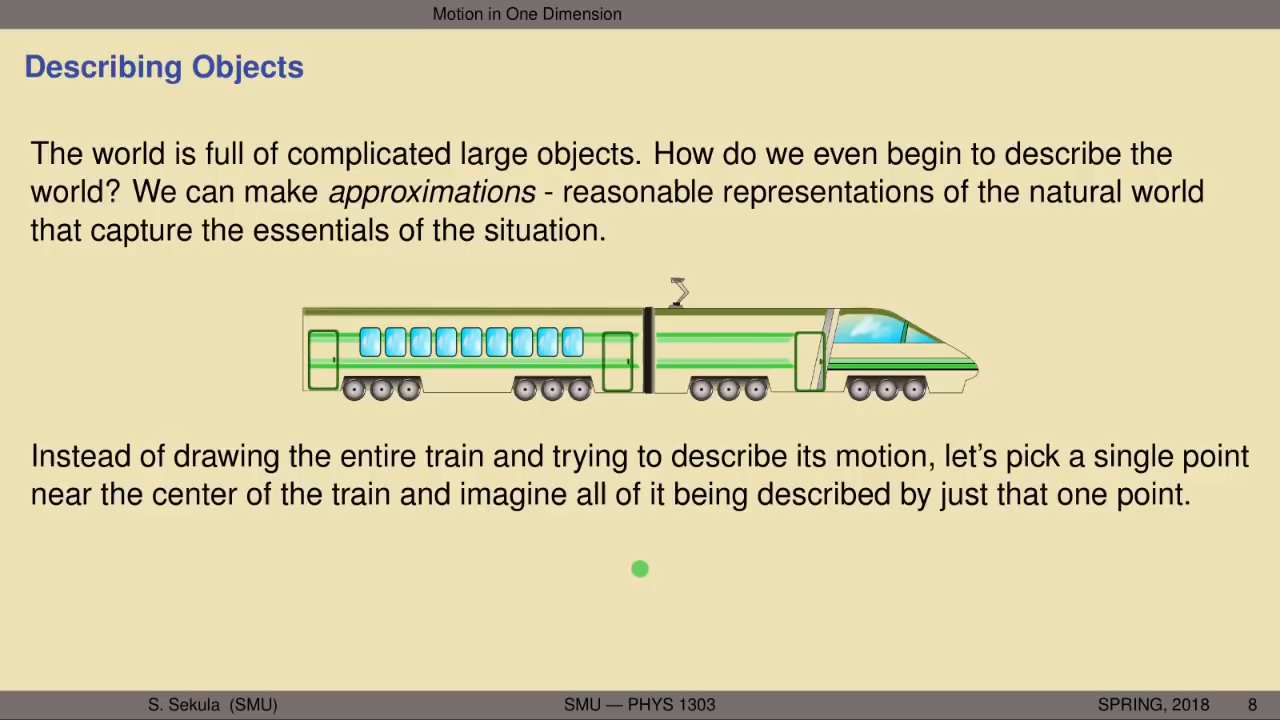 Motion in One Dimension
Describing Objects
The world is full of complicated large objects. How do we even begin to describe the
world? We can make approximations - reasonable representations of the natural world
that capture the essentials of the situation.
Instead of drawing the entire train and trying to describe its motion, let's pick a single point
near the center of the train and imagine all of it being described by just that one point.
S. Sekula (SMU) SMU — PHYS 1303 SPRING, 2018 8